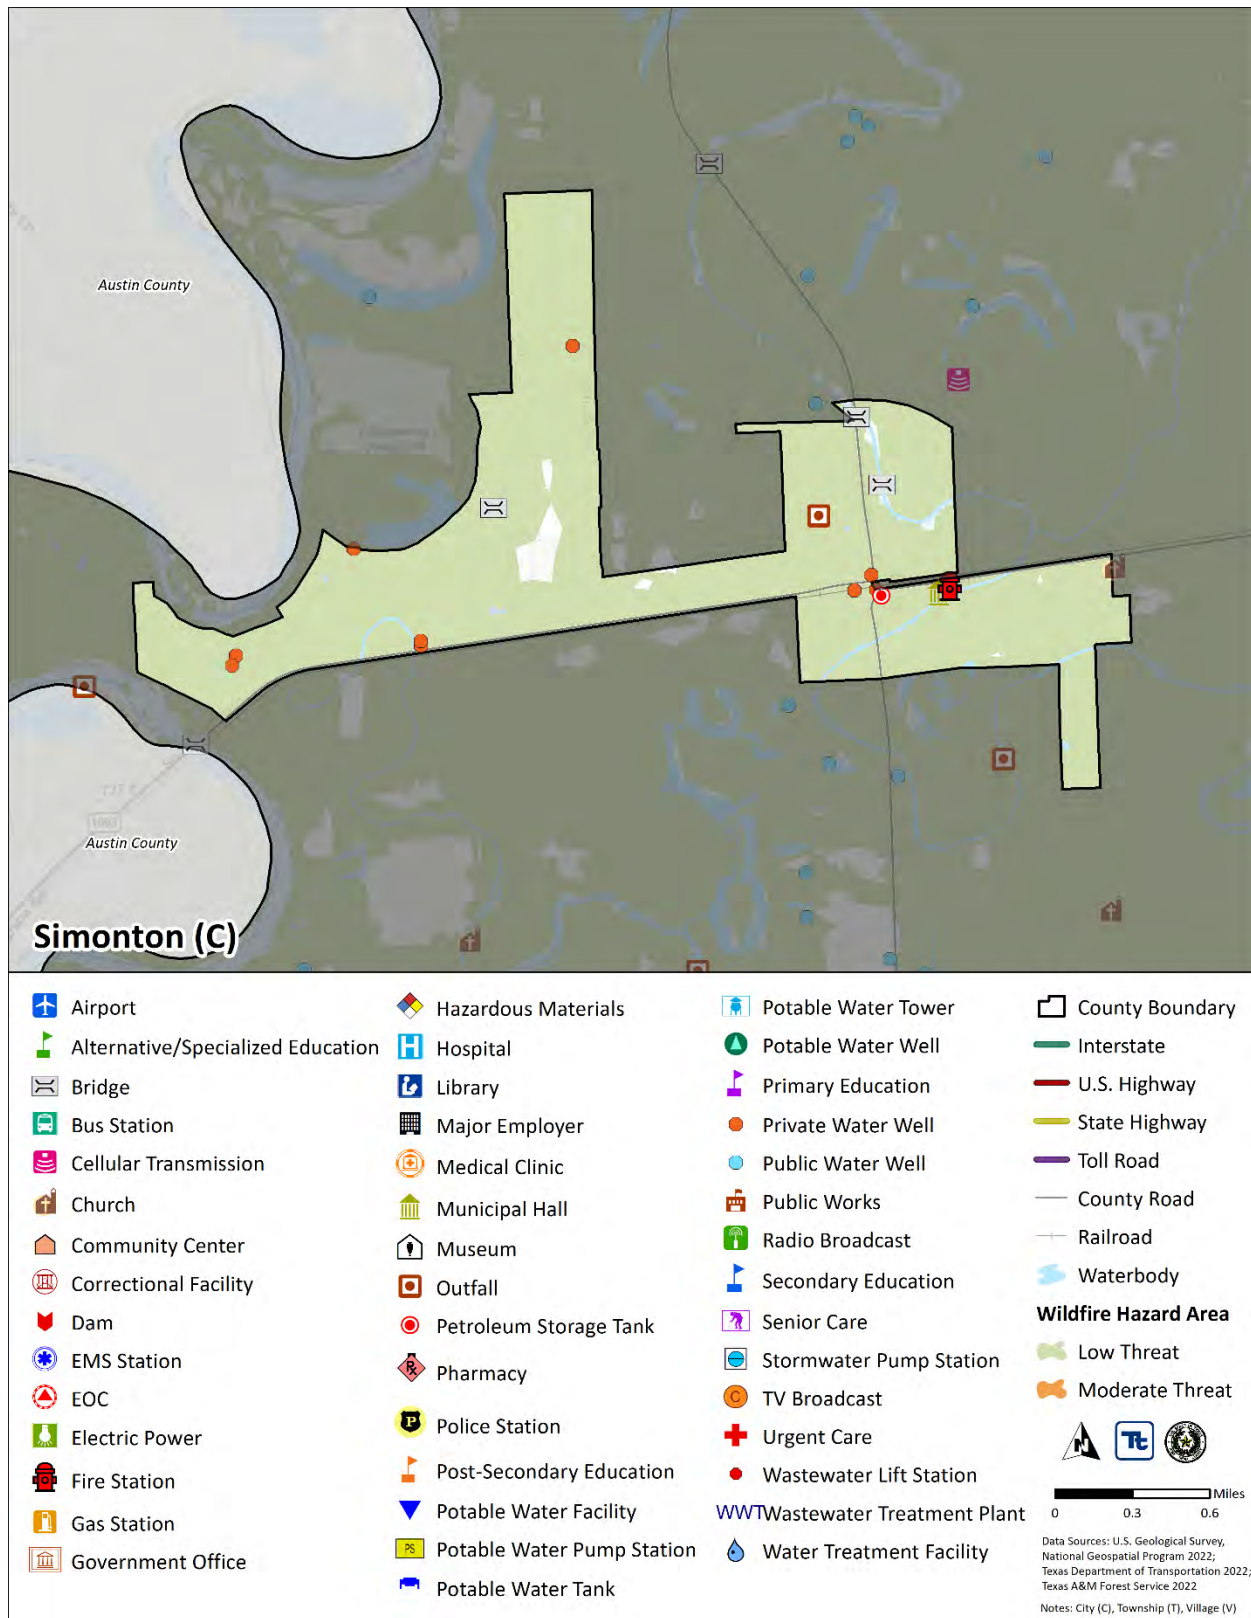 Austin County
Austin County
1093
Simonton (C)
Airport
Alternative/Specialized Education
Bridge
Bus Station
Cellular Transmission
Church
Community Center
Correctional Facility
Dam
EMS Station
EOC
Electric Power
Fire Station
Gas Station
Government Office
Hazardous Materials
H Hospital
Library
Major Employer
Medical Clinic
Municipal Hall
Museum
Outfall
Petroleum Storage Tank
Rx Pharmacy
P Police Station
Post-Secondary Education
Potable Water Facility
PS Potable Water Pump Station
Potable Water Tank
Potable Water Tower
Potable Water Well
Primary Education
Private Water Well
Public Water Well
Public Works
Radio Broadcast
Secondary Education
Senior Care
Stormwater Pump Station
C TV Broadcast
Urgent Care
Wastewater Lift Station
WWT Wastewater Treatment Plant
Water Treatment Facility
County Boundary
Interstate
U.S. Highway
State Highway
Toll Road
County Road
Railroad
Waterbody
Wildfire Hazard Area
Low Threat
Moderate Threat
N Tt
Miles
0 0.3 0.6
Data Sources: U.S. Geological Survey,
National Geospatial Program 2022;
Texas Department of Transportation 2022;
Texas A&M Forest Service 2022
Notes: City (C), Township (T), Village (V)